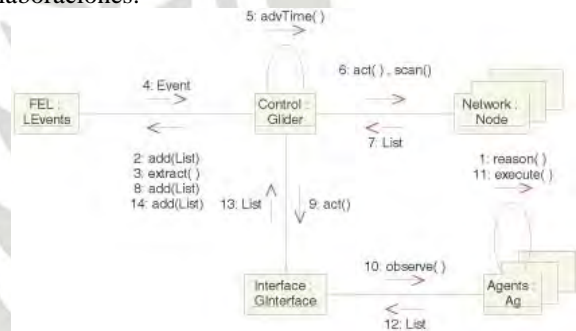 laboraciones.
5: advTime( )
4: Event
6: act( ) , scan()
FEL :
LEvents
Control :
Glider
Network :
Node
7: List
2: add(List)
3: extract( )
8: add(List)
14: add(List)
13: List
9: act()
1: reason( )
11: execute( )
10: observe( )
Interface :
GInterface
Agents :
Ag
12: List